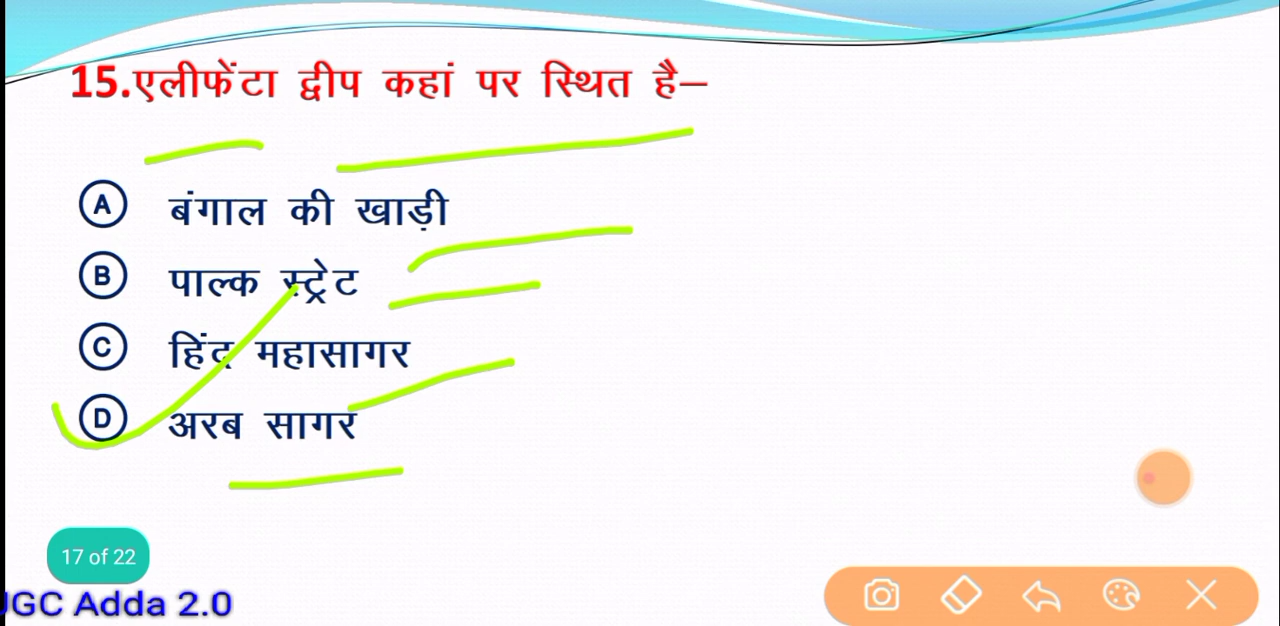 15.एलीफेंटा द्वीप कहां पर स्थित है–
A बंगाल की खाड़ी
B पाल्क स्ट्रेट
C हिंद महासागर
D अरब सागर
17 of 22
JGC Adda 2.0